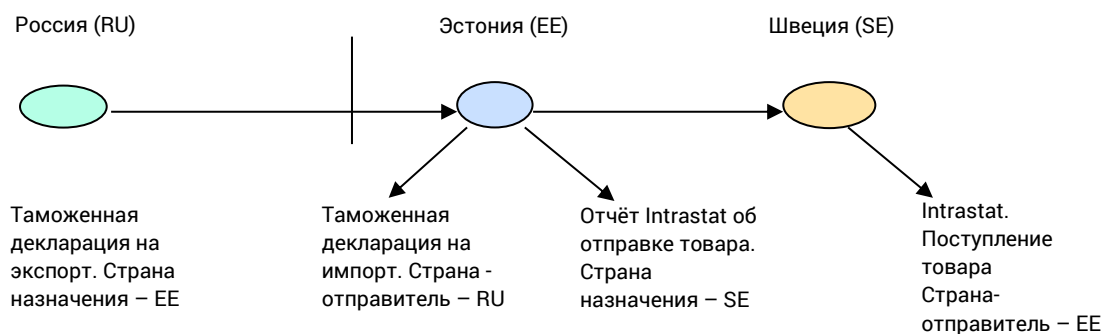 Россия (RU)
Эстония (EE)
Швеция (SE)
Таможенная
декларация на
экспорт. Страна
назначения – EE
Таможенная
декларация на
импорт. Страна -
отправитель – RU
Отчёт Intrastat об
отправке товара.
Страна
назначения – SE
Intrastat.
Поступление
товара
Страна-
отправитель – EE